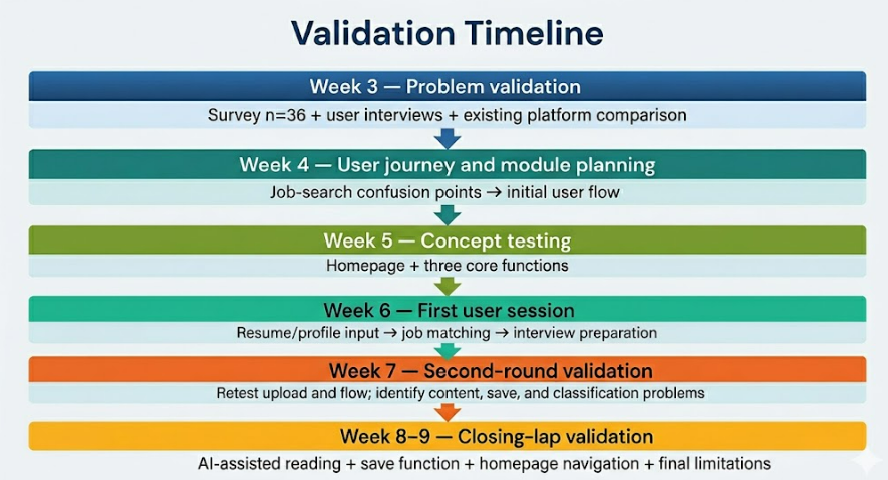 Validation Timeline
Week 3 — Problem validation
Survey n=36 + user interviews + existing platform comparison
Week 4 — User journey and module planning
Job-search confusion points → initial user flow
Week 5 — Concept testing
Homepage + three core functions
Week 6 — First user session
Resume/profile input → job matching → interview preparation
Week 7 — Second-round validation
Retest upload and flow; identify content, save, and classification problems
Week 8–9 — Closing-lap validation
AI-assisted reading + save function + homepage navigation + final limitations